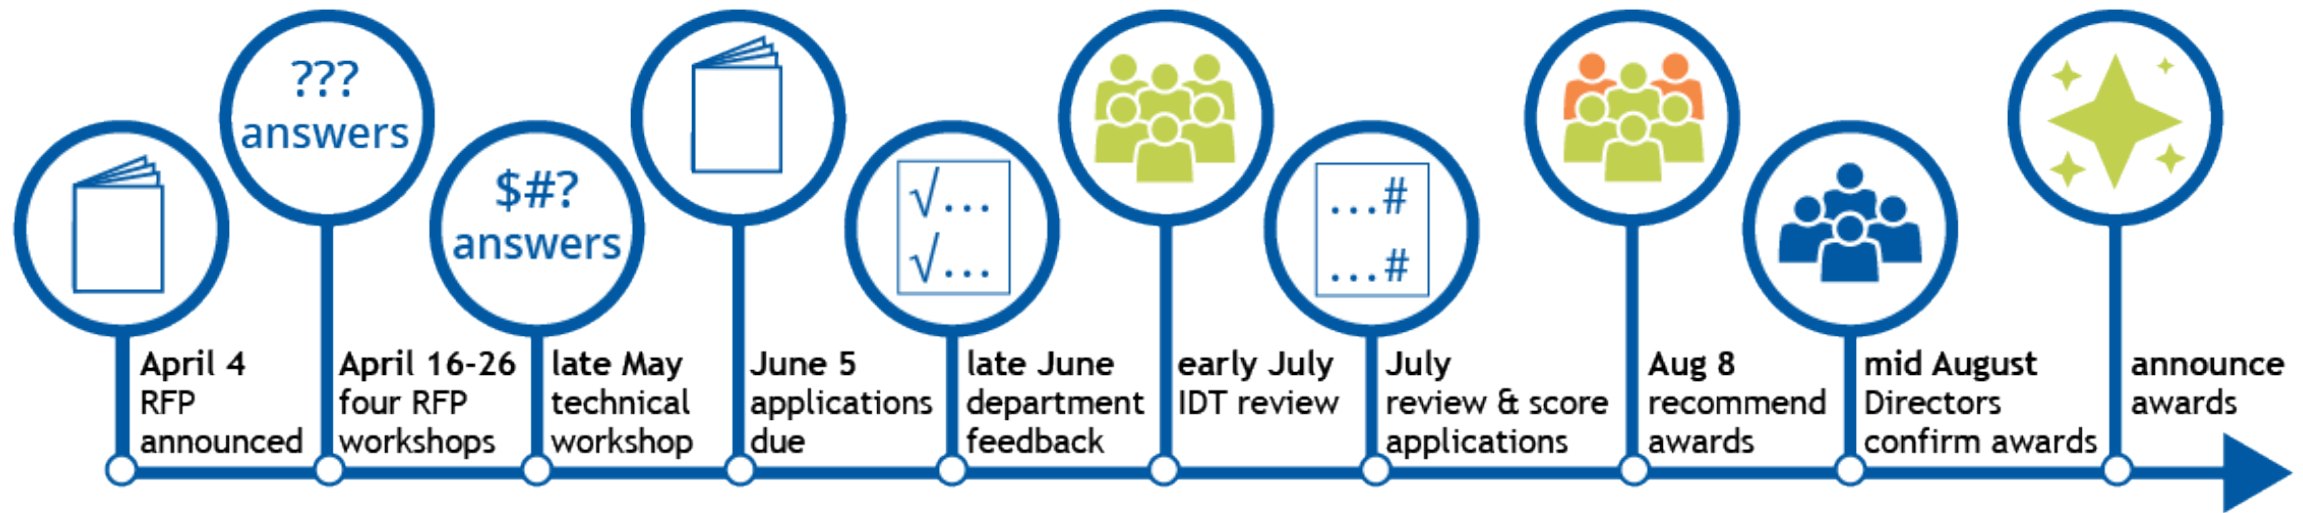 ???
answers
$#?
answers
√...
√...
...#
...#
April 4
RFP
announced
April 16-26
four RFP
workshops
late May
technical
workshop
June 5
applications
due
late June
department
feedback
early July
IDT review
July
review & score
applications
Aug 8
recommend
awards
mid August
Directors
confirm awards
announce
awards